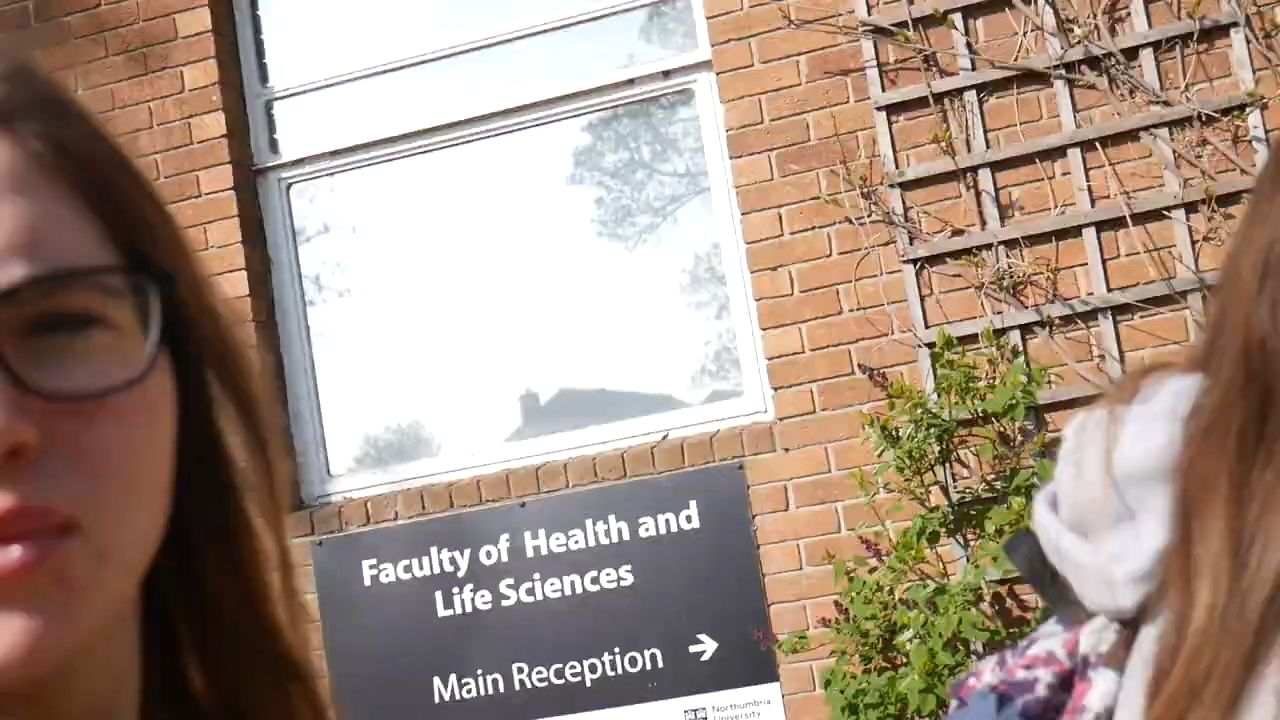 Faculty of Health and
Life Sciences
Main Reception →
Northumbria
University